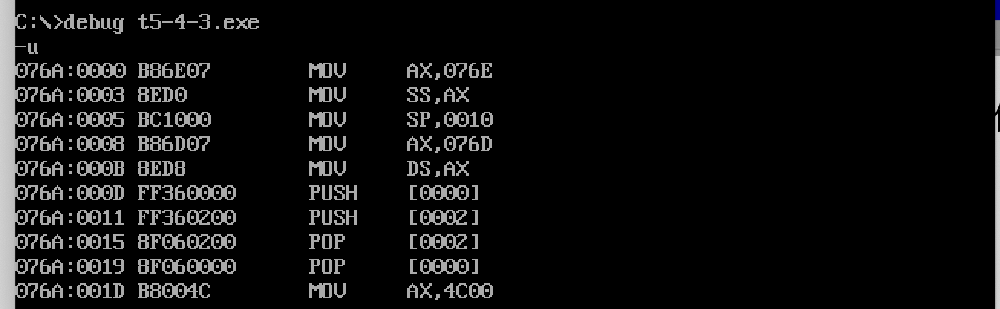 C:\>debug t5-4-3.exe
-u
076A:0000 B86E07 MOV AX,076E
076A:0003 8ED0 MOV SS,AX
076A:0005 BC1000 MOV SP,0010
076A:0008 B86D07 MOV AX,076D
076A:000B 8ED8 MOV DS,AX
076A:000D FF360000 PUSH [0000]
076A:0011 FF360200 PUSH [0002]
076A:0015 8F060200 POP [0002]
076A:0019 8F060000 POP [0000]
076A:001D B8004C MOV AX,4C00